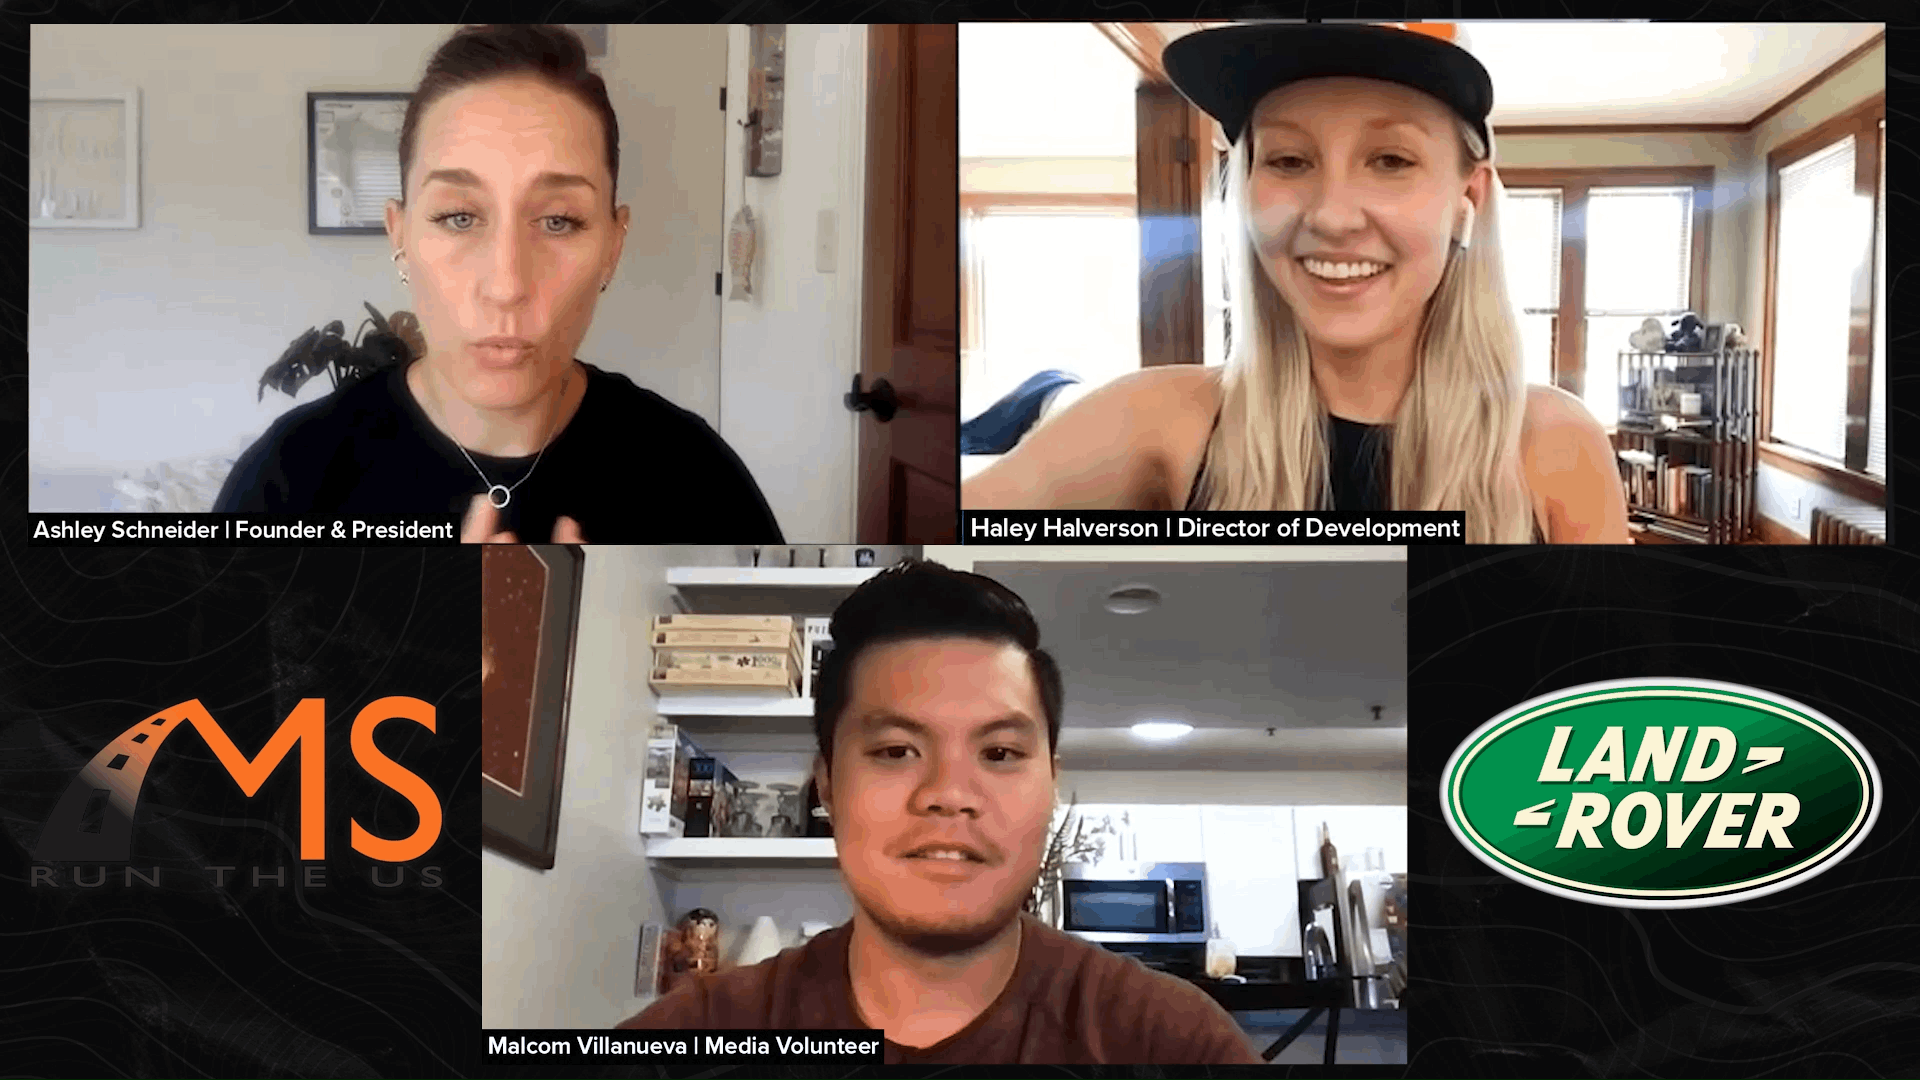 Ashley Schneider | Founder & President
Haley Halverson | Director of Development
MS
RUN THE US
LAND
ROVER
Malcom Villanueva | Media Volunteer